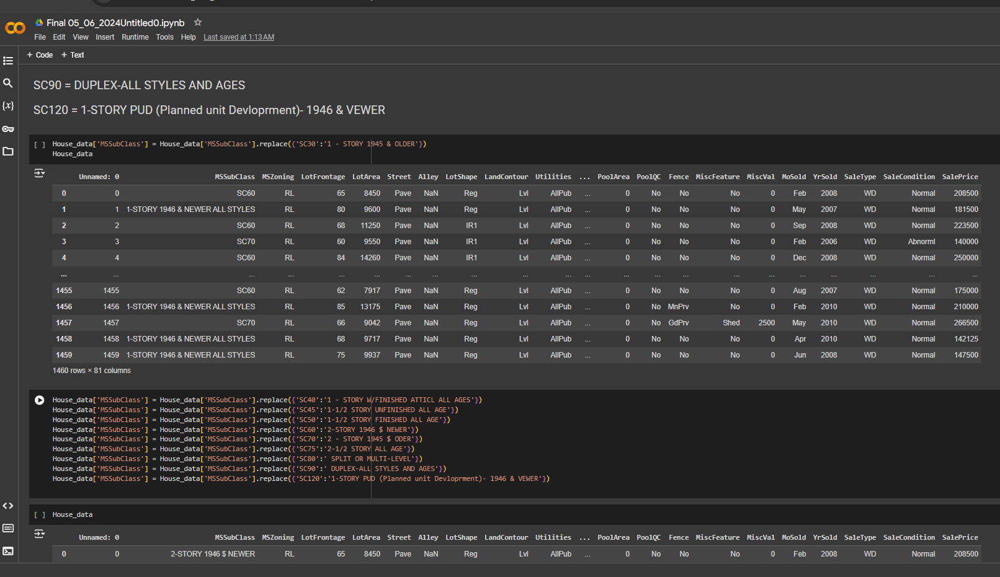 Final 05_06_2024Untitled0.ipynb
File Edit View Insert Runtime Tools Help Last saved at 1:13 AM
+ Code + Text
SC90 = DUPLEX-ALL STYLES AND AGES
SC120 = 1-STORY PUD (Planned unit Devloprment)- 1946 & VEWER
[ ] House_data['MSSubClass'] = House_data['MSSubClass'].replace({'SC30':'1 - STORY 1945 & OLDER'})
House_data
Unnamed: 0 MSSubClass MSZoning LotFrontage LotArea Street Alley LotShape LandContour Utilities ... PoolArea PoolQC Fence MiscFeature MiscVal MoSold YrSold SaleType SaleCondition SalePrice
0 0 SC60 RL 65 8450 Pave NaN Reg Lvl AllPub ... 0 No No No 0 Feb 2008 WD Normal 208500
1 1 1-STORY 1946 & NEWER ALL STYLES RL 80 9600 Pave NaN Reg Lvl AllPub ... 0 No No No 0 May 2007 WD Normal 181500
2 2 SC60 RL 68 11250 Pave NaN IR1 Lvl AllPub ... 0 No No No 0 Sep 2008 WD Normal 223500
3 3 SC70 RL 60 9550 Pave NaN IR1 Lvl AllPub ... 0 No No No 0 Feb 2006 WD Abnorml 140000
4 4 SC60 RL 84 14260 Pave NaN IR1 Lvl AllPub ... 0 No No No 0 Dec 2008 WD Normal 250000
... ... ... ... ... ... ... ... ... ... ... ... ... ... ... ... ... ... ... ... ... ...
1455 1455 SC60 RL 62 7917 Pave NaN Reg Lvl AllPub ... 0 No No No 0 Aug 2007 WD Normal 175000
1456 1456 1-STORY 1946 & NEWER ALL STYLES RL 85 13175 Pave NaN Reg Lvl AllPub ... 0 No MnPrv No 0 Feb 2010 WD Normal 210000
1457 1457 SC70 RL 66 9042 Pave NaN Reg Lvl AllPub ... 0 No GdPrv Shed 2500 May 2010 WD Normal 266500
1458 1458 1-STORY 1946 & NEWER ALL STYLES RL 68 9717 Pave NaN Reg Lvl AllPub ... 0 No No No 0 Apr 2010 WD Normal 142125
1459 1459 1-STORY 1946 & NEWER ALL STYLES RL 75 9937 Pave NaN Reg Lvl AllPub ... 0 No No No 0 Jun 2008 WD Normal 147500
1460 rows × 81 columns
House_data['MSSubClass'] = House_data['MSSubClass'].replace({'SC40':'1 - STORY W/FINISHED ATTICL ALL AGES'})
House_data['MSSubClass'] = House_data['MSSubClass'].replace({'SC45':'1-1/2 STORY UNFINISHED ALL AGE'})
House_data['MSSubClass'] = House_data['MSSubClass'].replace({'SC50':'1-1/2 STORY FINISHED ALL AGE'})
House_data['MSSubClass'] = House_data['MSSubClass'].replace({'SC60':'2-STORY 1946 $ NEWER'})
House_data['MSSubClass'] = House_data['MSSubClass'].replace({'SC70':'2 - STORY 1945 $ ODER'})
House_data['MSSubClass'] = House_data['MSSubClass'].replace({'SC75':'2-1/2 STORY ALL AGE'})
House_data['MSSubClass'] = House_data['MSSubClass'].replace({'SC80':' SPLIT OR MULTI-LEVEL'})
House_data['MSSubClass'] = House_data['MSSubClass'].replace({'SC90':' DUPLEX-ALL STYLES AND AGES'})
House_data['MSSubClass'] = House_data['MSSubClass'].replace({'SC120':'1-STORY PUD (Planned unit Devloprment)- 1946 & VEWER'})
[ ] House_data
Unnamed: 0 MSSubClass MSZoning LotFrontage LotArea Street Alley LotShape LandContour Utilities ... PoolArea PoolQC Fence MiscFeature MiscVal MoSold YrSold SaleType SaleCondition SalePrice
0 0 2-STORY 1946 $ NEWER RL 65 8450 Pave NaN Reg Lvl AllPub ... 0 No No No 0 Feb 2008 WD Normal 208500